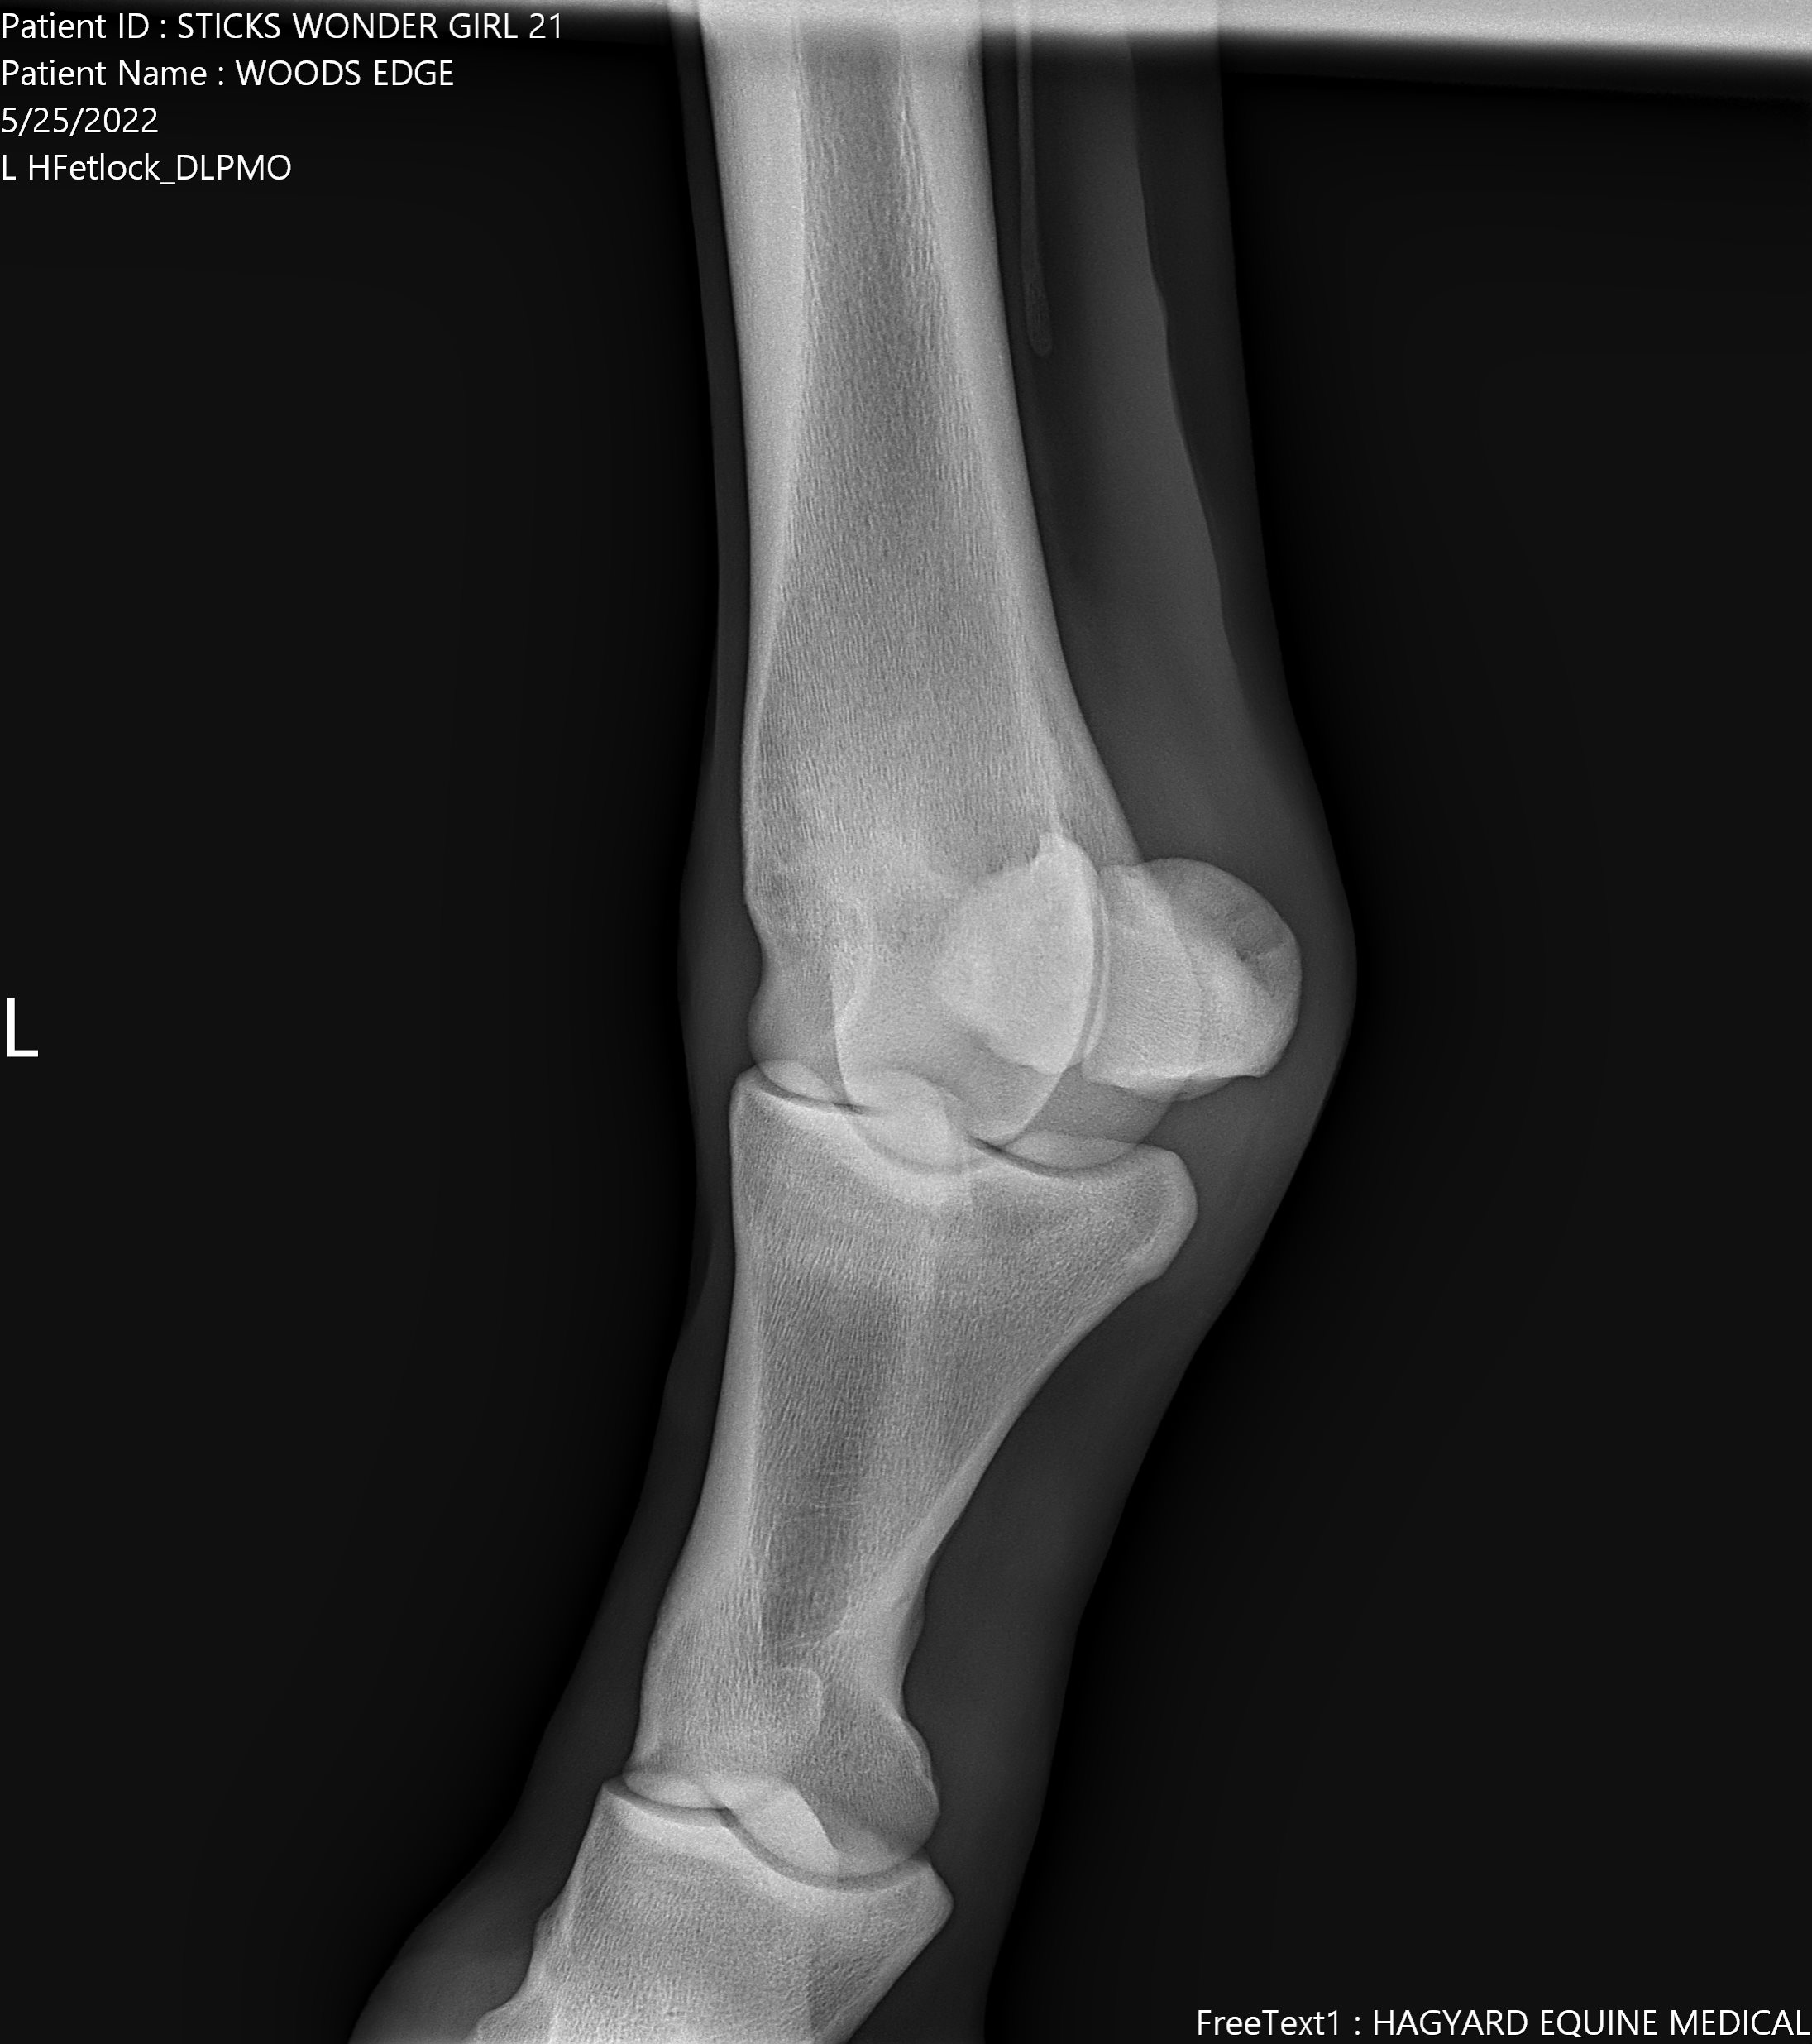 Patient ID : STICKS WONDER GIRL 21
Patient Name : WOODS EDGE
5/25/2022
L HFetlock_DLPMO
L
FreeText1 : HAGYARD EQUINE MEDICAL